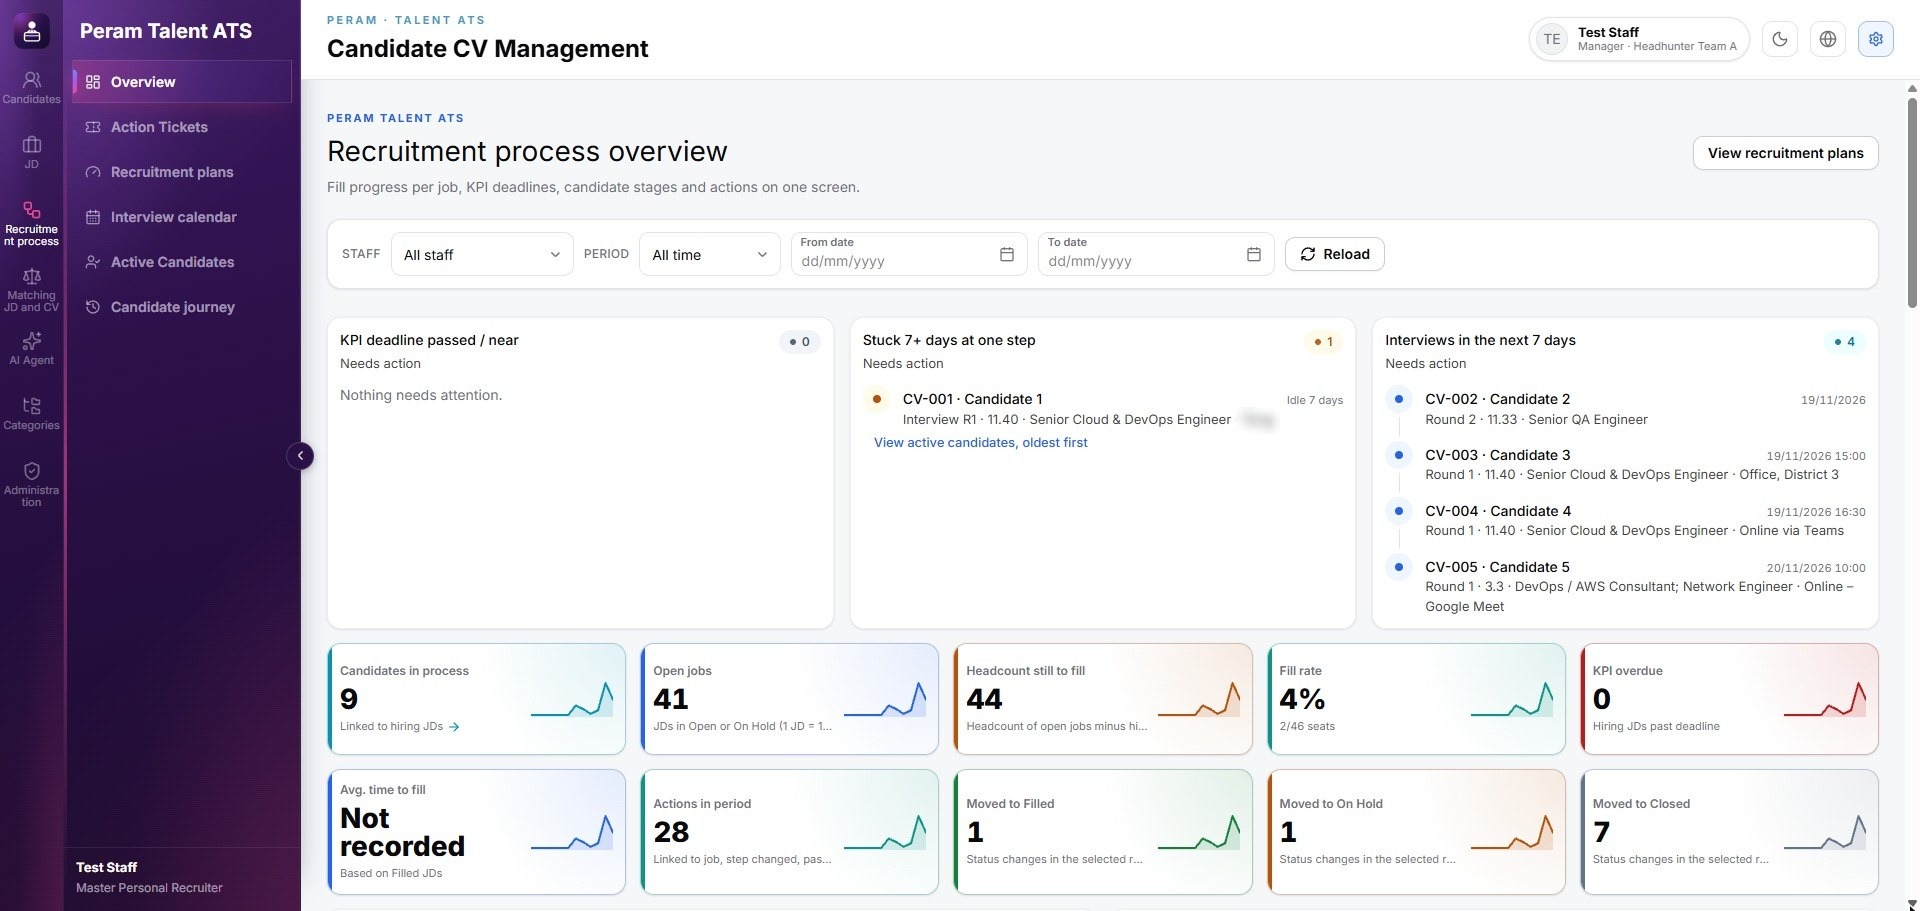 Peram Talent ATS
Candidates
JD
Recruitme
nt process
Matching
JD and CV
AI Agent
Categories
Administra
tion
Overview
Action Tickets
Recruitment plans
Interview calendar
Active Candidates
Candidate journey
Test Staff
Master Personal Recruiter
PERAM · TALENT ATS
Candidate CV Management
TE
Test Staff
Manager · Headhunter Team A
PERAM TALENT ATS
Recruitment process overview
Fill progress per job, KPI deadlines, candidate stages and actions on one screen.
View recruitment plans
STAFF
All staff
PERIOD
All time
From date
dd/mm/yyyy
To date
dd/mm/yyyy
Reload
KPI deadline passed / near
0
Needs action
Nothing needs attention.
Stuck 7+ days at one step
1
Needs action
CV-001 · Candidate 1
Idle 7 days
Interview R1 · 11.40 · Senior Cloud & DevOps Engineer
View active candidates, oldest first
Interviews in the next 7 days
4
Needs action
CV-002 · Candidate 2
19/11/2026
Round 2 · 11.33 · Senior QA Engineer
CV-003 · Candidate 3
19/11/2026 15:00
Round 1 · 11.40 · Senior Cloud & DevOps Engineer · Office, District 3
CV-004 · Candidate 4
19/11/2026 16:30
Round 1 · 11.40 · Senior Cloud & DevOps Engineer · Online via Teams
CV-005 · Candidate 5
20/11/2026 10:00
Round 1 · 3.3 · DevOps / AWS Consultant; Network Engineer · Online –
Google Meet
Candidates in process
9
Linked to hiring JDs →
Open jobs
41
JDs in Open or On Hold (1 JD = 1...
Headcount still to fill
44
Headcount of open jobs minus hi...
Fill rate
4%
2/46 seats
KPI overdue
0
Hiring JDs past deadline
Avg. time to fill
Not
recorded
Based on Filled JDs
Actions in period
28
Linked to job, step changed, pas...
Moved to Filled
1
Status changes in the selected r...
Moved to On Hold
1
Status changes in the selected r...
Moved to Closed
7
Status changes in the selected r...